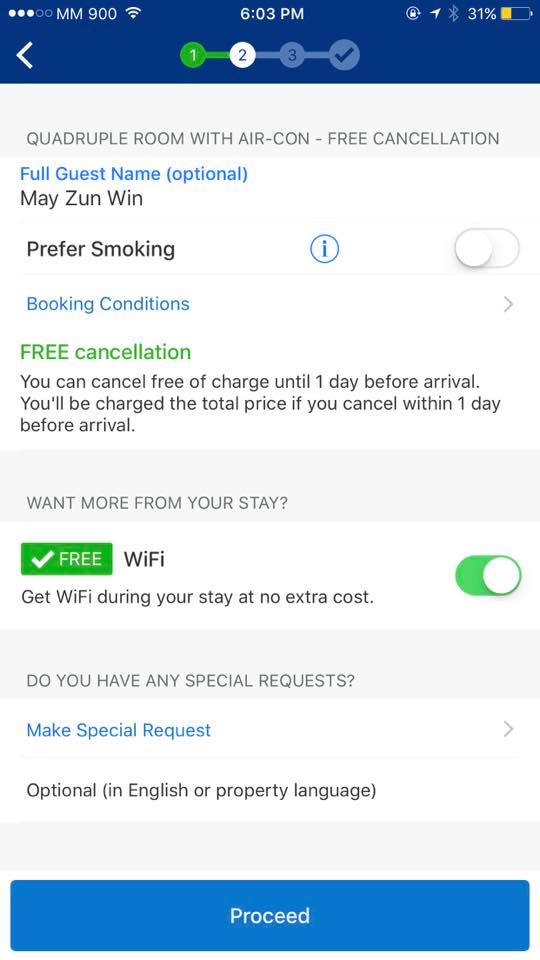 MM 900 6:03 PM 31%
1 2 3
QUADRUPLE ROOM WITH AIR-CON - FREE CANCELLATION
Full Guest Name (optional)
May Zun Win
Prefer Smoking i
Booking Conditions
FREE cancellation
You can cancel free of charge until 1 day before arrival.
You'll be charged the total price if you cancel within 1 day
before arrival.
WANT MORE FROM YOUR STAY?
FREE WiFi
Get WiFi during your stay at no extra cost.
DO YOU HAVE ANY SPECIAL REQUESTS?
Make Special Request
Optional (in English or property language)
Proceed